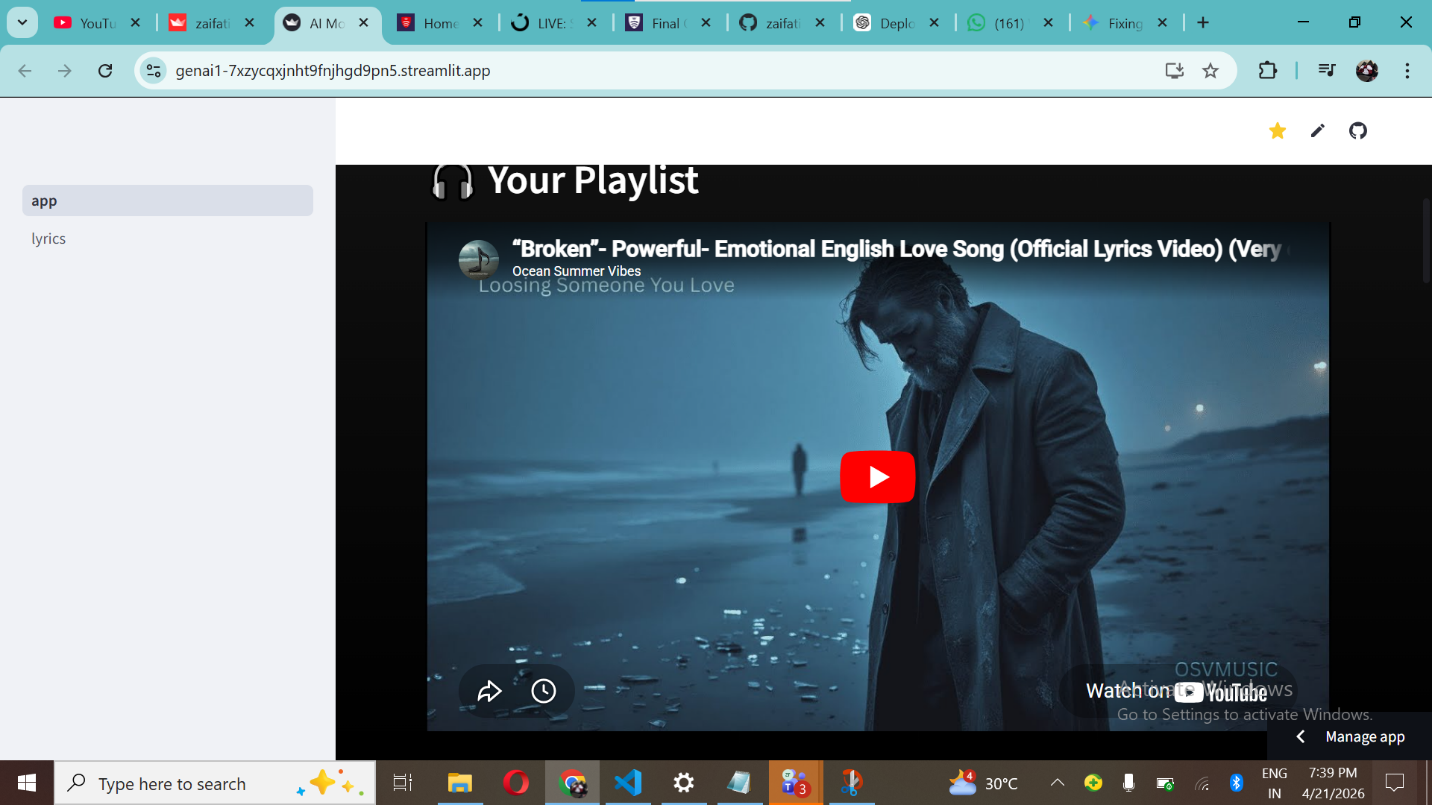 YouTu
zaifati
AI Mo
Home
LIVE: S
Final
zaifati
Deplo
(161)
Fixing
genai1-7xzycqxjnht9fnjhgd9pn5.streamlit.app
app
lyrics
Your Playlist
“Broken”- Powerful- Emotional English Love Song (Official Lyrics Video) (Very
Ocean Summer Vibes
Loosing Someone You Love
OSVMUSIC
Watch on YouTube
Activate Windows
Go to Settings to activate Windows.
Manage app
Type here to search
3
4
30°C
ENG
IN
7:39 PM
4/21/2026